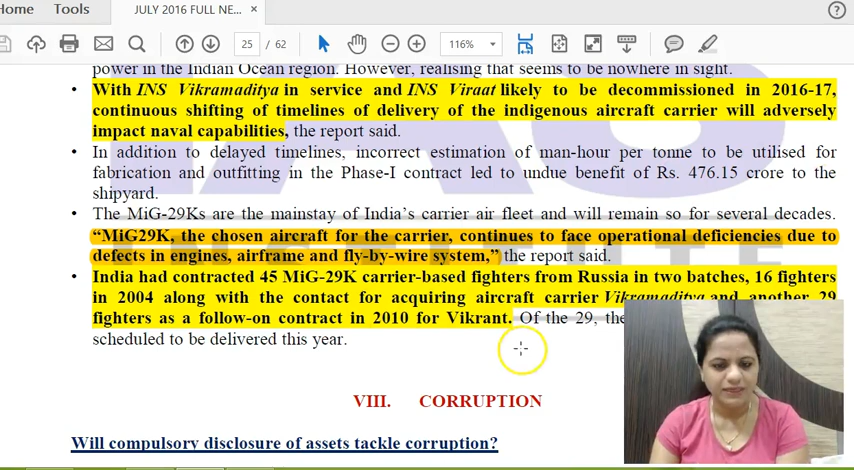 Home Tools JULY 2016 FULL NE... ×
25 / 62 116%
power in the Indian Ocean region. However, realising that seems to be nowhere in sight.
• With INS Vikramaditya in service and INS Viraat likely to be decommissioned in 2016-17,
continuous shifting of timelines of delivery of the indigenous aircraft carrier will adversely
impact naval capabilities, the report said.
• In addition to delayed timelines, incorrect estimation of man-hour per tonne to be utilised for
fabrication and outfitting in the Phase-I contract led to undue benefit of Rs. 476.15 crore to the
shipyard.
• The MiG-29Ks are the mainstay of India's carrier air fleet and will remain so for several decades.
“MiG29K, the chosen aircraft for the carrier, continues to face operational deficiencies due to
defects in engines, airframe and fly-by-wire system,” the report said.
• India had contracted 45 MiG-29K carrier-based fighters from Russia in two batches, 16 fighters
in 2004 along with the contact for acquiring aircraft carrier Vikramaditya and another 29
fighters as a follow-on contract in 2010 for Vikrant. Of the 29, the
scheduled to be delivered this year.
VIII. CORRUPTION
Will compulsory disclosure of assets tackle corruption?